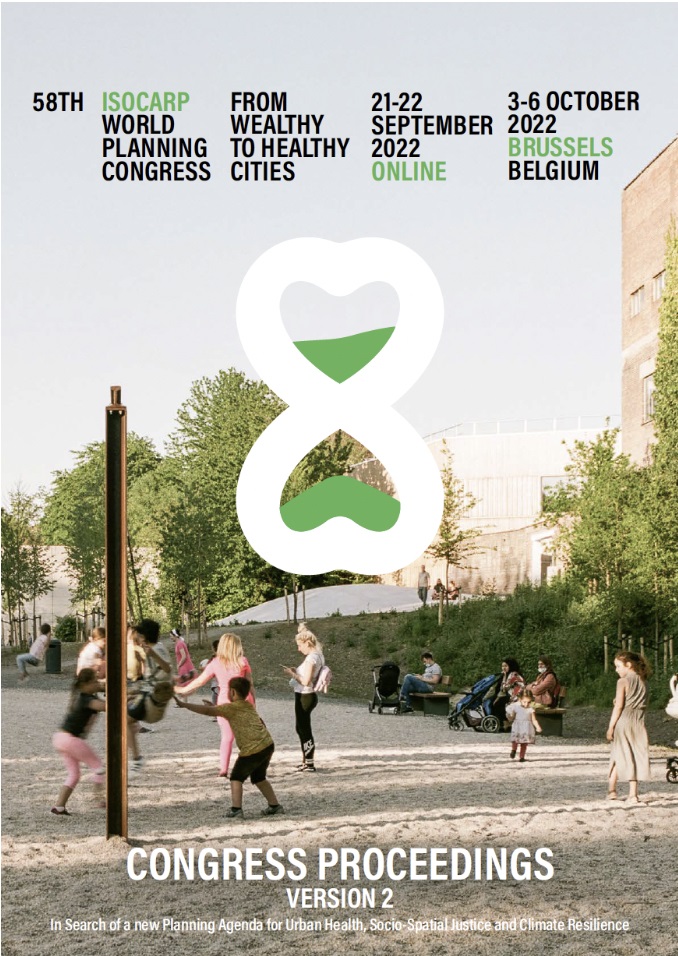 58TH
ISOCARP
WORLD
PLANNING
CONGRESS
FROM
WEALTHY
TO HEALTHY
CITIES
21-22
SEPTEMBER
2022
ONLINE
3-6 OCTOBER
2022
BRUSSELS
BELGIUM
CONGRESS PROCEEDINGS
VERSION 2
In Search of a new Planning Agenda for Urban Health, Socio-Spatial Justice and Climate Resilience